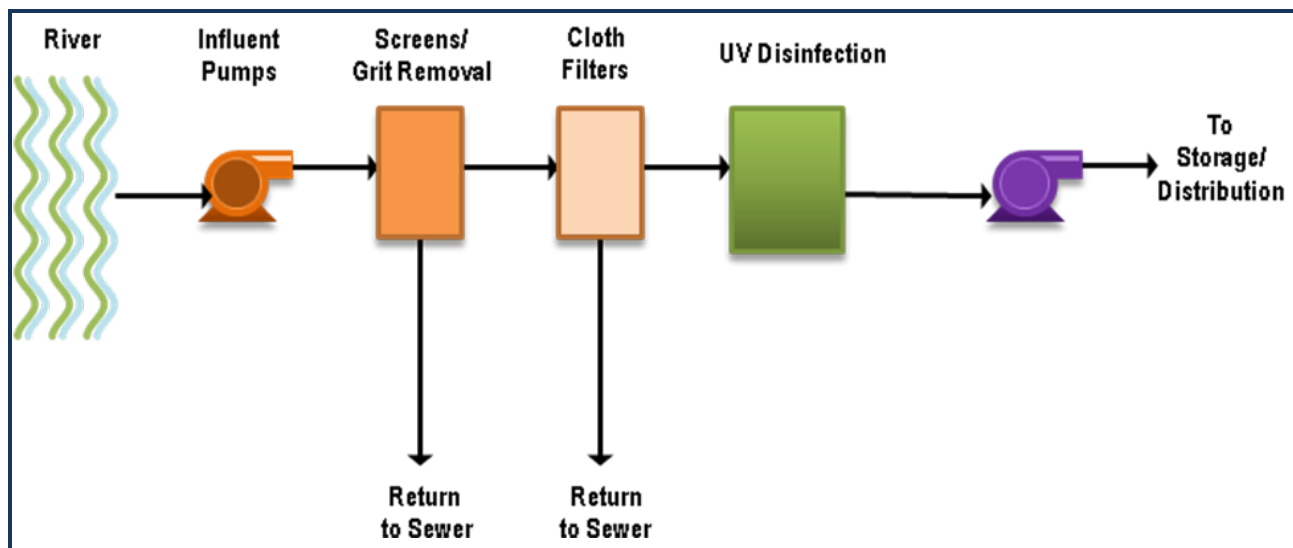 River
Influent
Pumps
Screens/
Grit Removal
Cloth
Filters
UV Disinfection
To
Storage/
Distribution
Return
to Sewer
Return
to Sewer